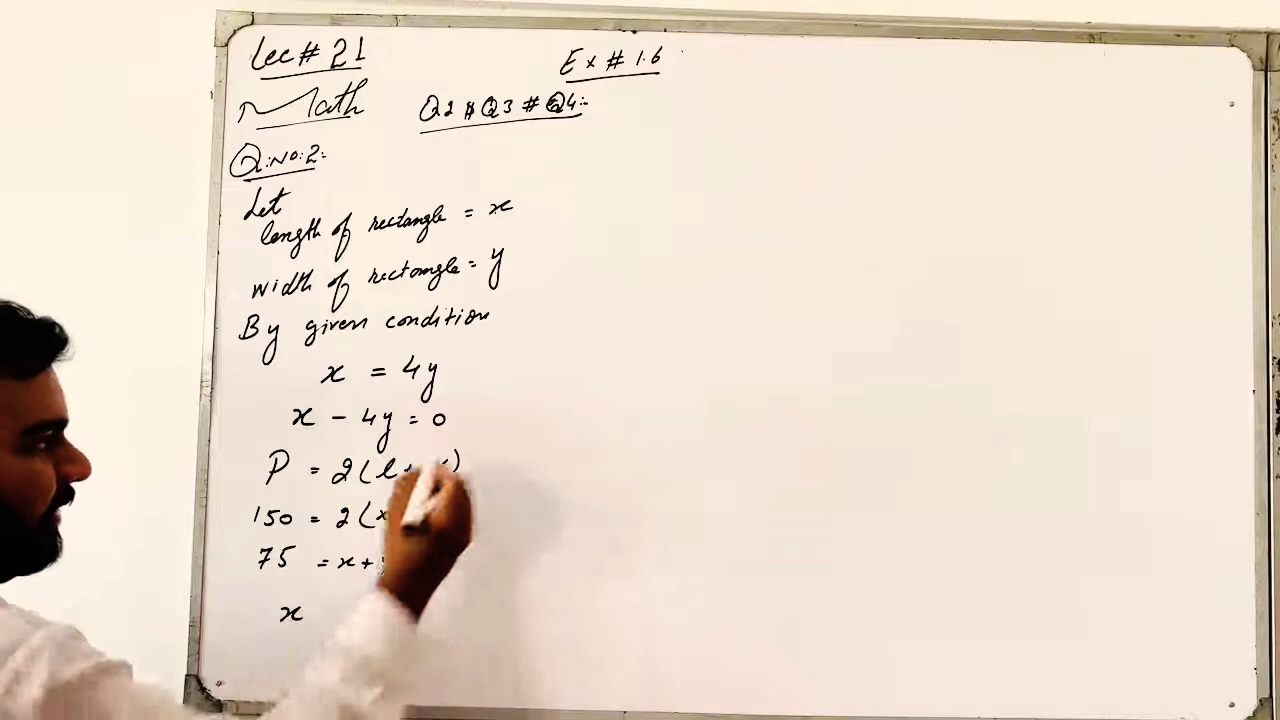 Lec # 21
Ex # 1.6
Math
Q2 # Q3 # Q4:-
Q:No:2:-
Let
length of rectangle = x
width of rectangle = y
By given condition
x = 4y
x - 4y = 0
P = 2(l+
150 = 2(x
75 = x+
x